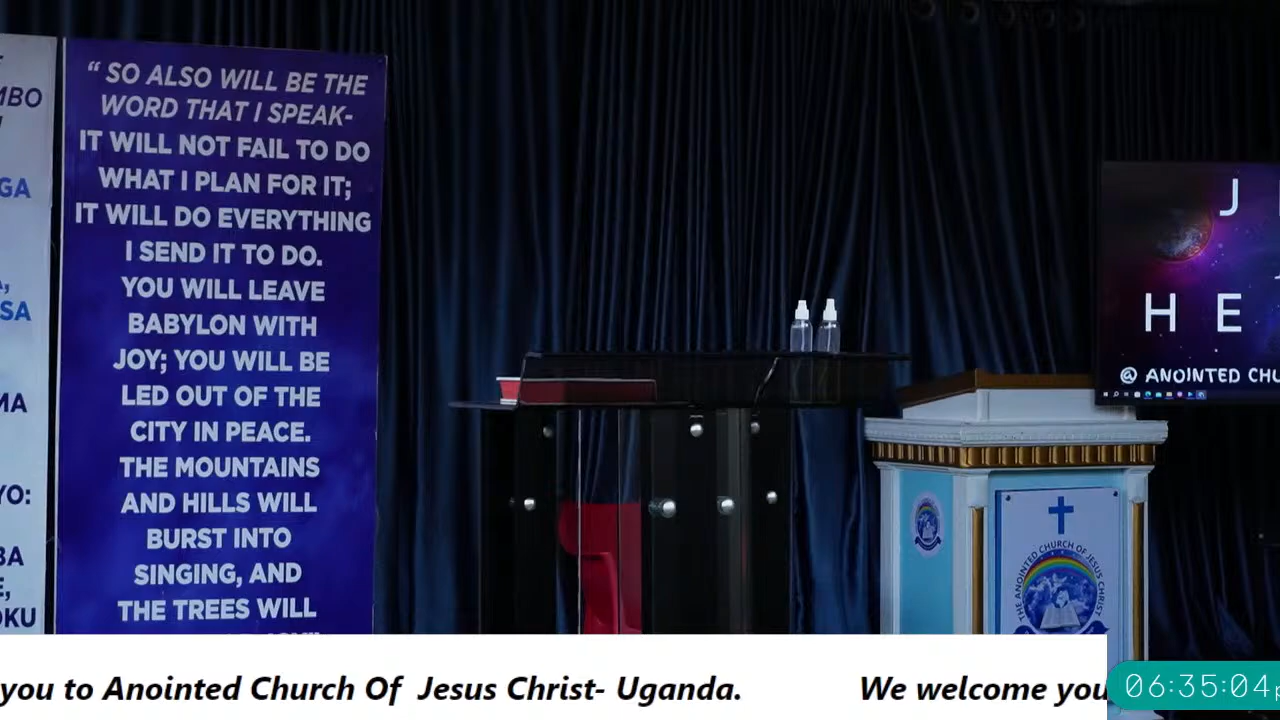 “ SO ALSO WILL BE THE
WORD THAT I SPEAK-
IT WILL NOT FAIL TO DO
WHAT I PLAN FOR IT;
IT WILL DO EVERYTHING
I SEND IT TO DO.
YOU WILL LEAVE
BABYLON WITH
JOY; YOU WILL BE
LED OUT OF THE
CITY IN PEACE.
THE MOUNTAINS
AND HILLS WILL
BURST INTO
SINGING, AND
THE TREES WILL
J
H E
@ ANOINTED CHU
THE ANOINTED CHURCH OF JESUS CHRIST
you to Anointed Church Of Jesus Christ- Uganda.
We welcome you
06:35:04